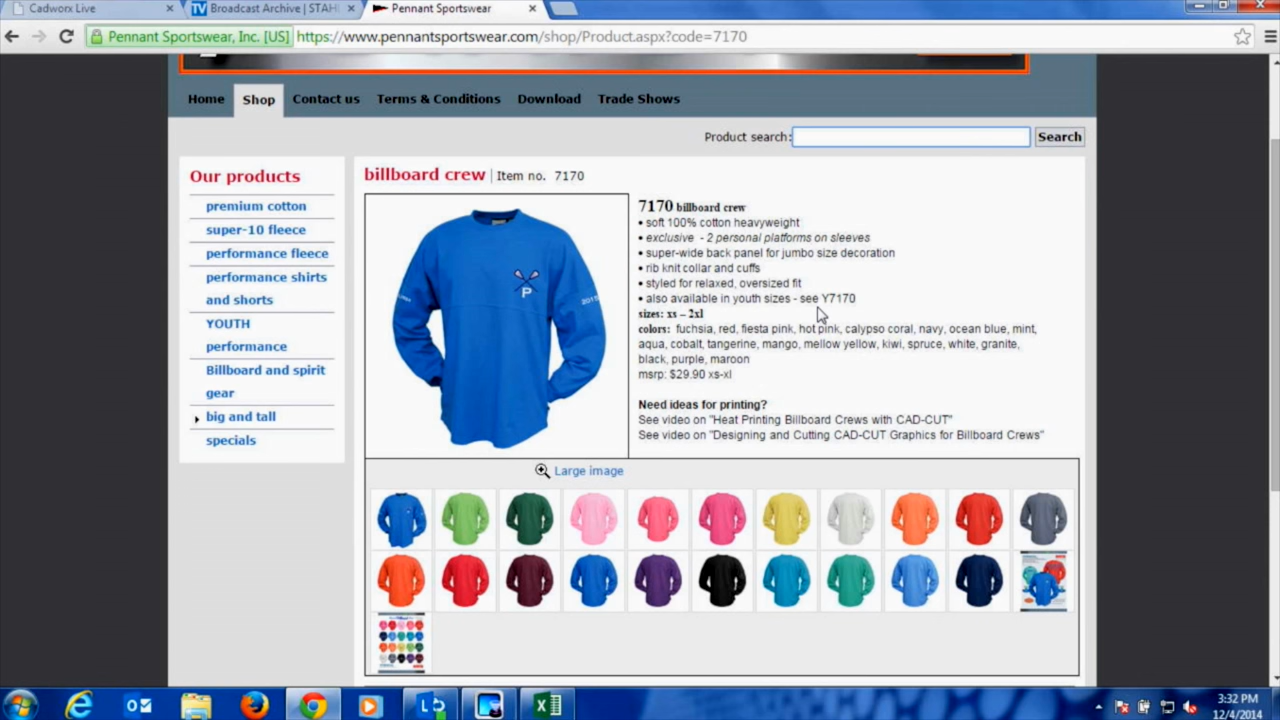 Cadworx Live
Broadcast Archive | STAHL
Pennant Sportswear
Pennant Sportswear, Inc. [US]
https://www.pennantsportswear.com/shop/Product.aspx?code=7170
Home
Shop
Contact us
Terms & Conditions
Download
Trade Shows
Product search:
Search
Our products
premium cotton
super-10 fleece
performance fleece
performance shirts
and shorts
YOUTH
performance
Billboard and spirit
gear
big and tall
specials
billboard crew | Item no. 7170
P
2015
7170 billboard crew
• soft 100% cotton heavyweight
• exclusive - 2 personal platforms on sleeves
• super-wide back panel for jumbo size decoration
• rib knit collar and cuffs
• styled for relaxed, oversized fit
• also available in youth sizes - see Y7170
sizes: xs – 2xl
colors: fuchsia, red, fiesta pink, hot pink, calypso coral, navy, ocean blue, mint,
aqua, cobalt, tangerine, mango, mellow yellow, kiwi, spruce, white, granite,
black, purple, maroon
msrp: $29.90 xs-xl
Need ideas for printing?
See video on "Heat Printing Billboard Crews with CAD-CUT"
See video on "Designing and Cutting CAD-CUT Graphics for Billboard Crews"
Large image
3:32 PM
12/4/2014